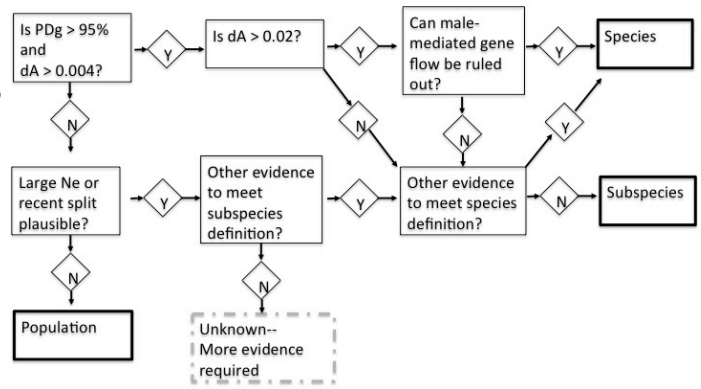 Is PDg > 95%
and
dA > 0.004?
Y
Is dA > 0.02?
Y
Can male-
mediated gene
flow be ruled
out?
Y
Species
N
N
N
Y
Large Ne or
recent split
plausible?
Y
Other evidence
to meet
subspecies
definition?
Y
Other evidence
to meet species
definition?
N
Subspecies
N
N
Population
Unknown--
More evidence
required